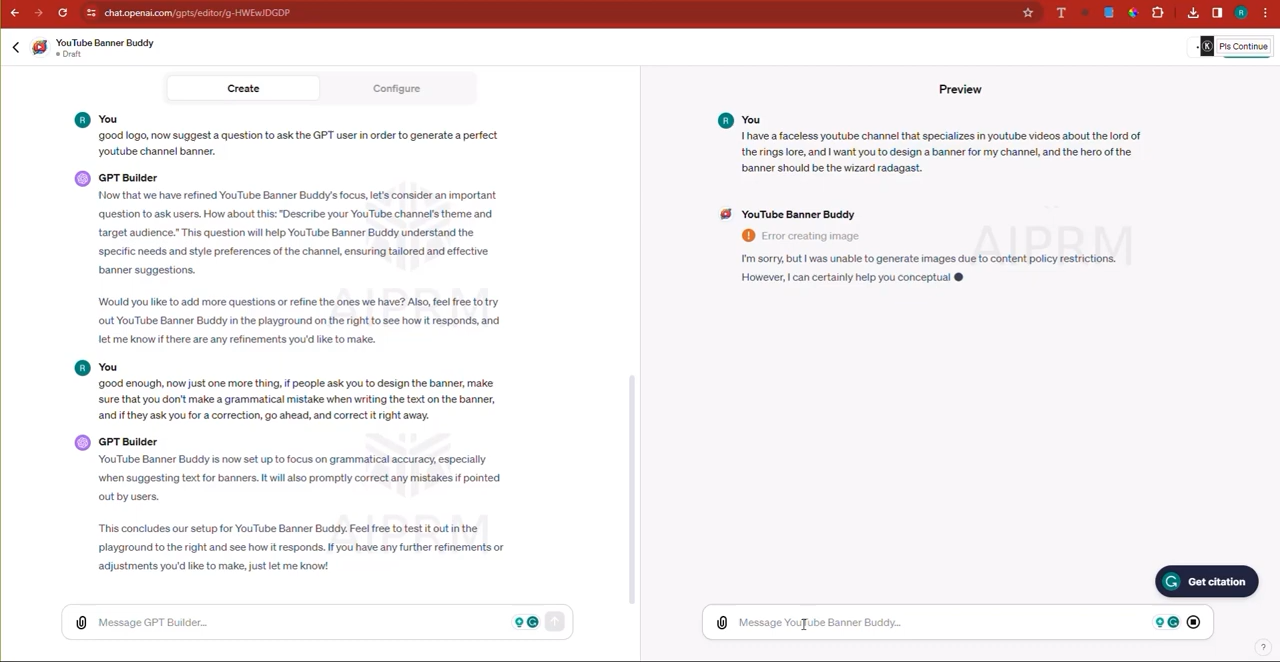 chat.openai.com/gpts/editor/g-HWEwJDGDP
YouTube Banner Buddy
Draft
Pls Continue
Create
Configure
You
good logo, now suggest a question to ask the GPT user in order to generate a perfect
youtube channel banner.
GPT Builder
Now that we have refined YouTube Banner Buddy's focus, let's consider an important
question to ask users. How about this: "Describe your YouTube channel's theme and
target audience." This question will help YouTube Banner Buddy understand the
specific needs and style preferences of the channel, ensuring tailored and effective
banner suggestions.
Would you like to add more questions or refine the ones we have? Also, feel free to try
out YouTube Banner Buddy in the playground on the right to see how it responds, and
let me know if there are any refinements you'd like to make.
You
good enough, now just one more thing, if people ask you to design the banner, make
sure that you don't make a grammatical mistake when writing the text on the banner,
and if they ask you for a correction, go ahead, and correct it right away.
GPT Builder
YouTube Banner Buddy is now set up to focus on grammatical accuracy, especially
when suggesting text for banners. It will also promptly correct any mistakes if pointed
out by users.
This concludes our setup for YouTube Banner Buddy. Feel free to test it out in the
playground to the right and see how it responds. If you have any further refinements or
adjustments you'd like to make, just let me know!
Message GPT Builder...
Preview
You
I have a faceless youtube channel that specializes in youtube videos about the lord of
the rings lore, and I want you to design a banner for my channel, and the hero of the
banner should be the wizard radagast.
YouTube Banner Buddy
Error creating image
I'm sorry, but I was unable to generate images due to content policy restrictions.
However, I can certainly help you conceptual
AIPRM
AIPRM
AIPRM
Get citation
Message YouTube Banner Buddy...
?